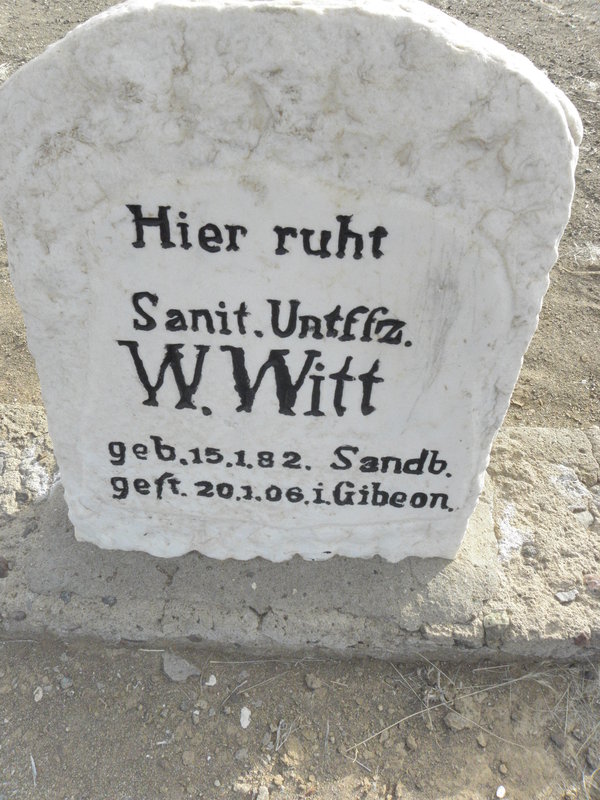 Hier ruht
Sanit. Untffz.
W. Witt
geb. 15.1.82. Sandb.
geſt. 20.1.06.i.Gibeon.